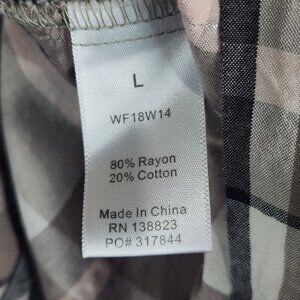 L
WF18W14
80% Rayon
20% Cotton
Made In China
RN 138823
PO# 317844